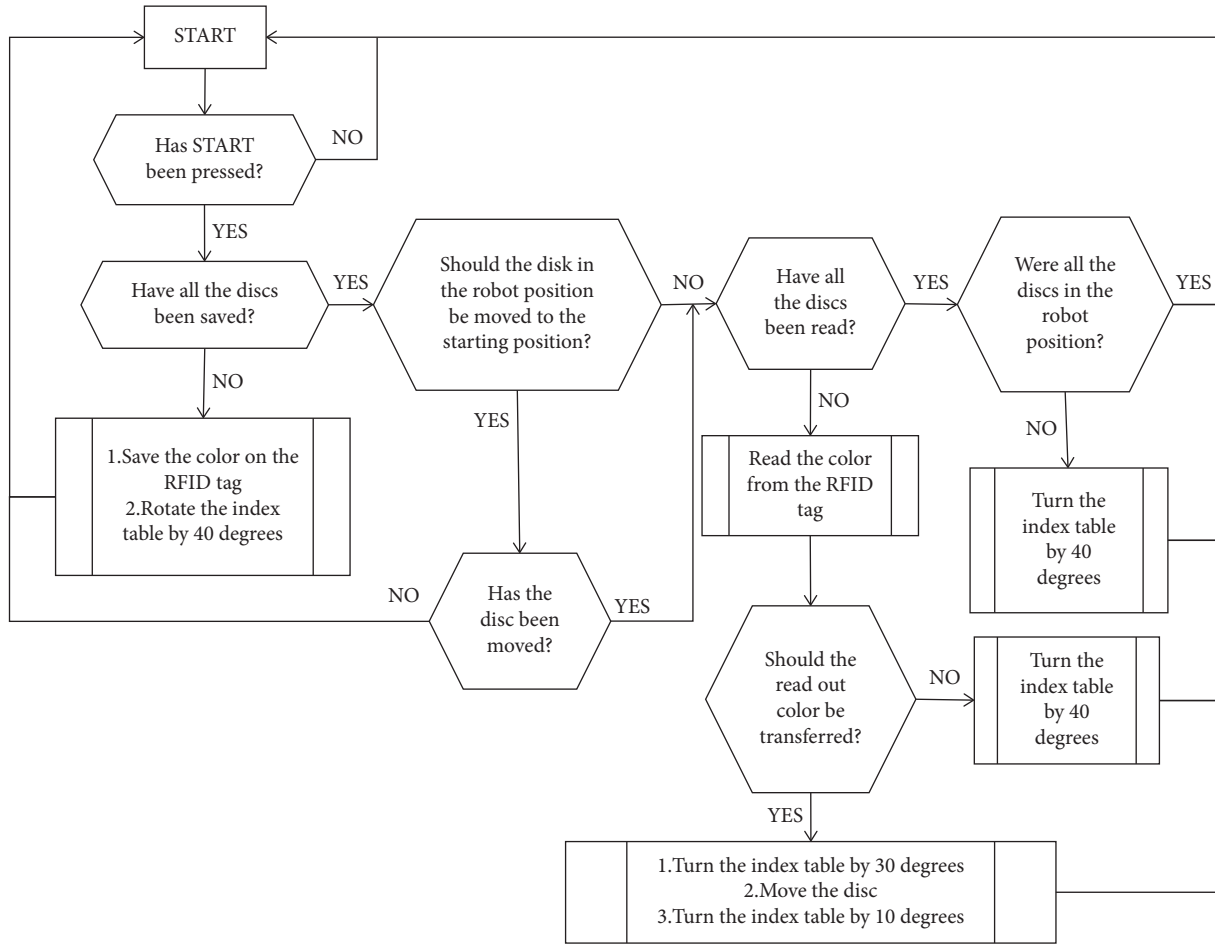 START
Has START
been pressed?
NO
YES
Have all the discs
been saved?
YES
NO
1.Save the color on the
RFID tag
2.Rotate the index
table by 40 degrees
Should the disk in
the robot position
be moved to the
starting position?
NO
YES
Has the
disc been
moved?
NO
YES
Have all
the discs
been read?
YES
NO
Read the color
from the RFID
tag
Should the
read out
color be
transferred?
NO
YES
Turn the
index table
by 40
degrees
1.Turn the index table by 30 degrees
2.Move the disc
3.Turn the index table by 10 degrees
Were all the
discs in the
robot
position?
YES
NO
Turn the
index table
by 40
degrees